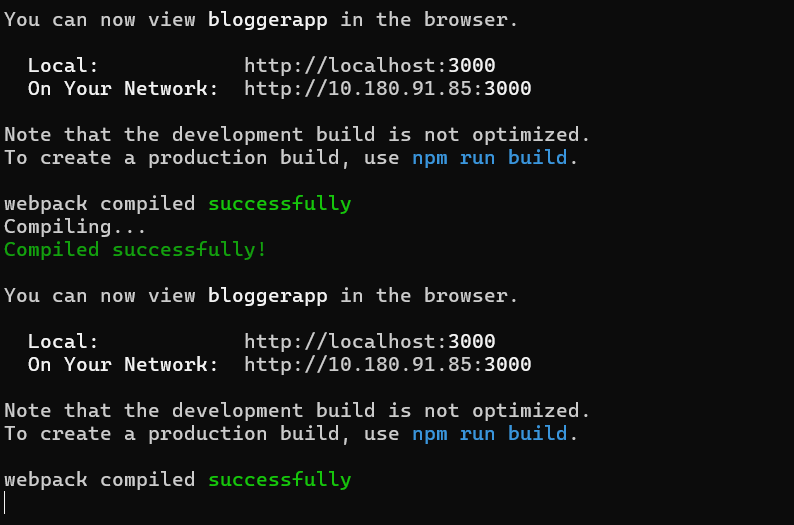 You can now view bloggerapp in the browser.
Local: http://localhost:3000
On Your Network: http://10.180.91.85:3000
Note that the development build is not optimized.
To create a production build, use npm run build.
webpack compiled successfully
Compiling...
Compiled successfully!
You can now view bloggerapp in the browser.
Local: http://localhost:3000
On Your Network: http://10.180.91.85:3000
Note that the development build is not optimized.
To create a production build, use npm run build.
webpack compiled successfully